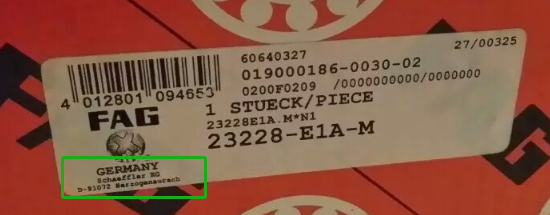 60640327
27/00325
019000186-0030-02
0200F0209 /0000000000/0000000
4 012801 094653
1 STUECK/PIECE
FAG
23228E1A.M*N1
23228-E1A-M
GERMANY
Schaeffler KG
D-91072 Herzogenaurach
FAG